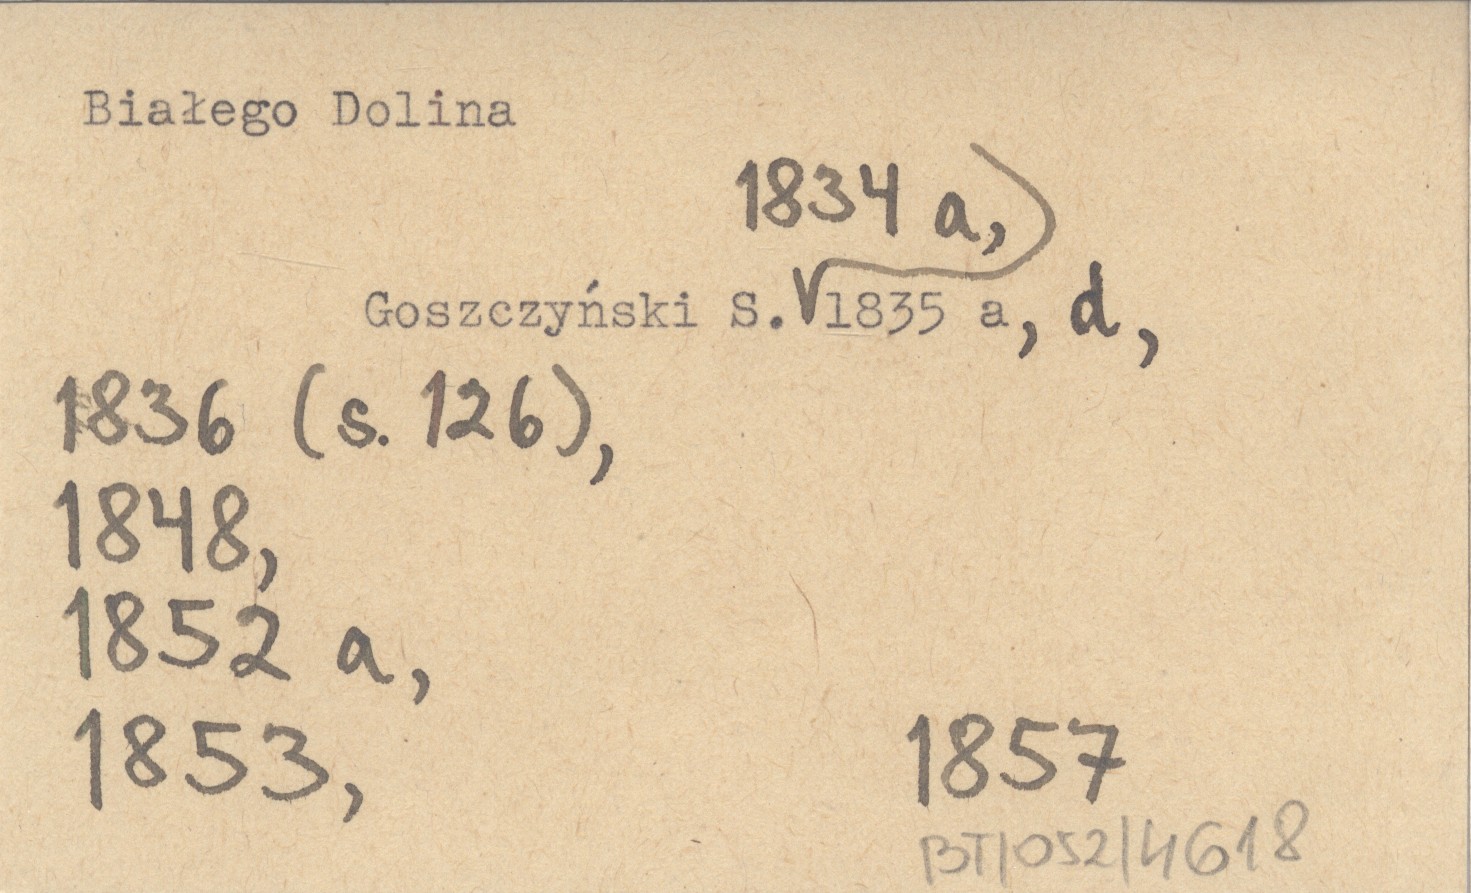 Białego Dolina
1834 a,
Goszczyński S. 1835 a, d,
1836 (s. 126),
1848,
1852 a,
1853,
1857
BT/052/4618